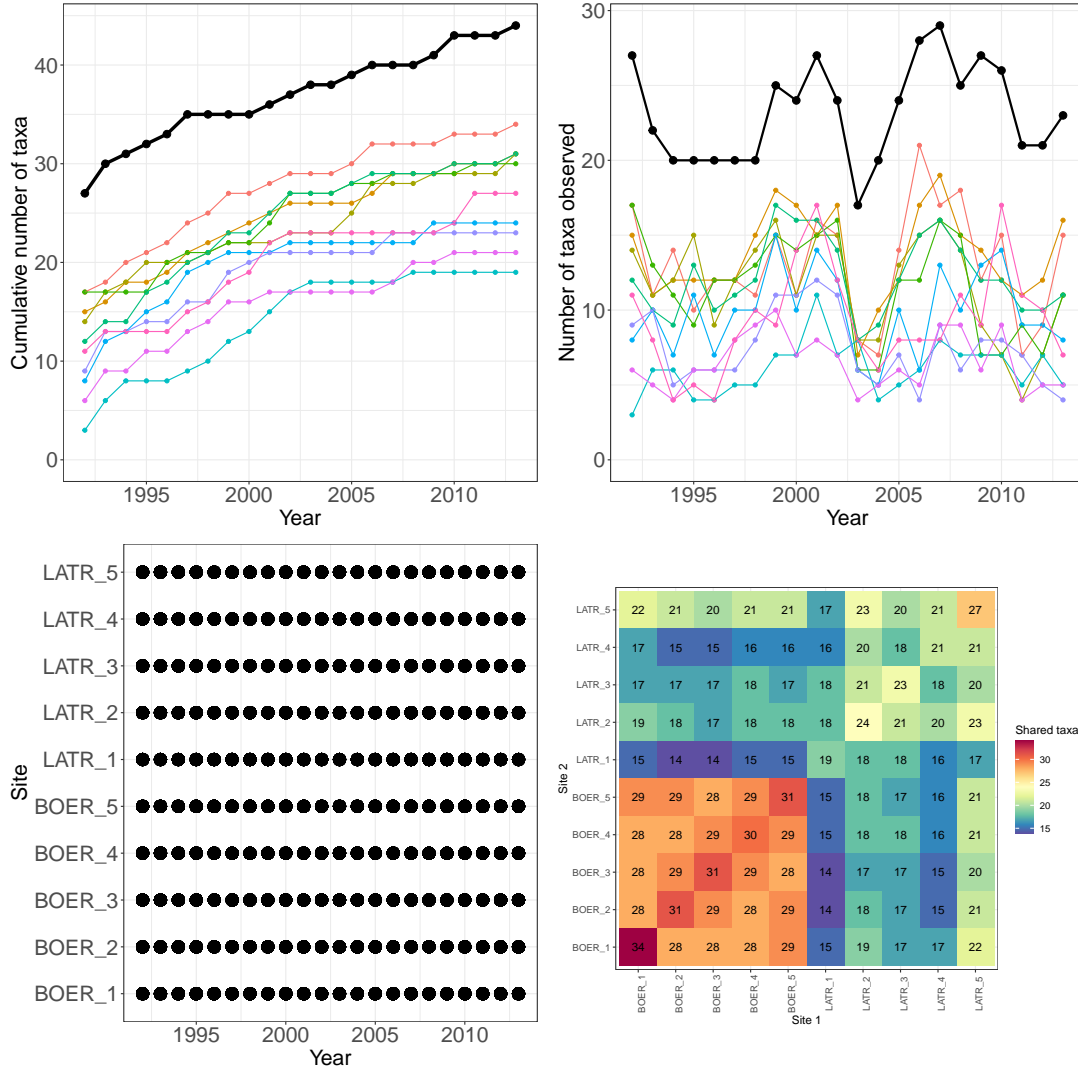 Cumulative number of taxa
40
30
20
10
0
1995 2000 2005 2010
Year
Number of taxa observed
30
20
10
0
1995 2000 2005 2010
Year
Site
LATR_5
LATR_4
LATR_3
LATR_2
LATR_1
BOER_5
BOER_4
BOER_3
BOER_2
BOER_1
1995 2000 2005 2010
Year
Site 2
LATR_5 22 21 20 21 21 17 23 20 21 27
LATR_4 17 15 15 16 16 16 20 18 21 21
LATR_3 17 17 17 18 17 18 21 23 18 20
LATR_2 19 18 17 18 18 18 24 21 20 23
LATR_1 15 14 14 15 15 19 18 18 16 17
BOER_5 29 29 28 29 31 15 18 17 16 21
BOER_4 28 28 29 30 29 15 18 18 16 21
BOER_3 28 29 31 29 28 14 17 17 15 20
BOER_2 28 31 29 28 29 14 18 17 15 21
BOER_1 34 28 28 28 29 15 19 17 17 22
BOER_1 BOER_2 BOER_3 BOER_4 BOER_5 LATR_1 LATR_2 LATR_3 LATR_4 LATR_5
Site 1
Shared taxa
30
25
20
15